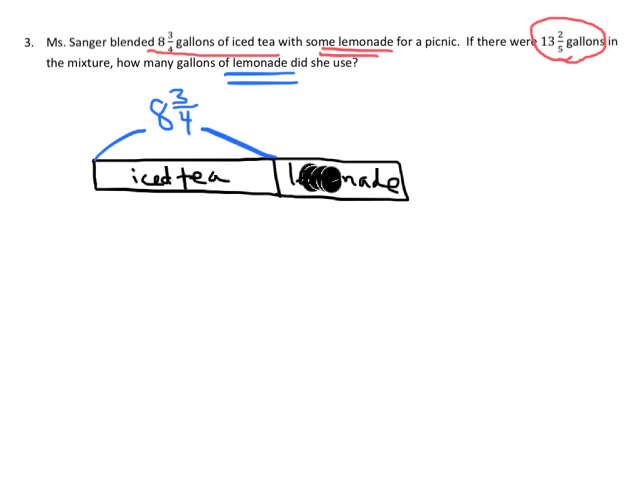 3. Ms. Sanger blended 8 3/4 gallons of iced tea with some lemonade for a picnic. If there were 13 2/5 gallons in
the mixture, how many gallons of lemonade did she use?
8 3/4
iced tea